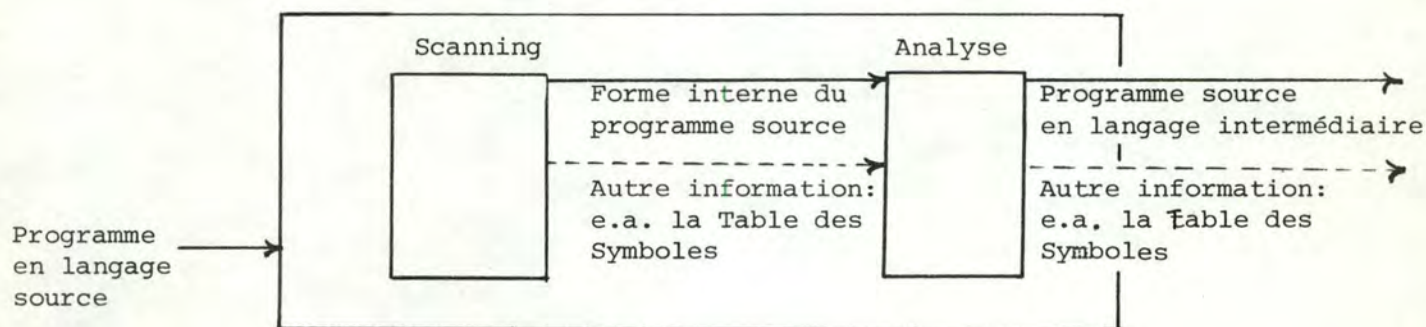 Scanning
Analyse
Forme interne du
programme source
Autre information:
e.a. la Table des
Symboles
Programme source
en langage intermédiaire
Autre information:
e.a. la Table des
Symboles
Programme
en langage
source